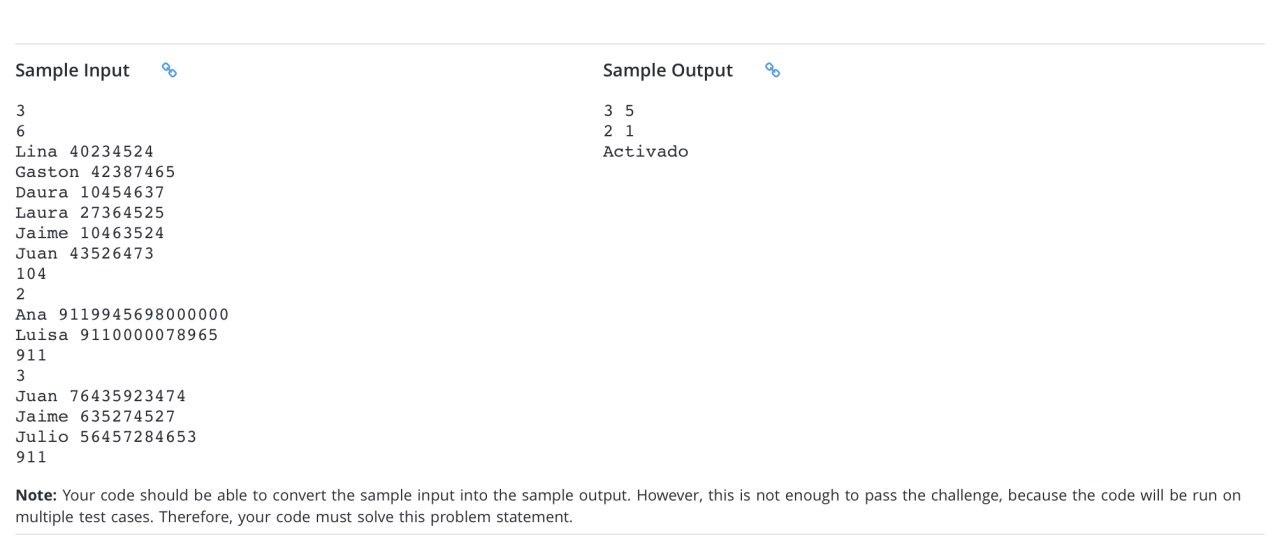 Sample Input
3
6
Lina 40234524
Gaston 42387465
Daura 10454637
Laura 27364525
Jaime 10463524
Juan 43526473
104
2
Ana 9119945698000000
Luisa 9110000078965
911
3
Juan 76435923474
Jaime 635274527
Julio 56457284653
911
Sample Output
3 5
2 1
Activado
Note: Your code should be able to convert the sample input into the sample output. However, this is not enough to pass the challenge, because the code will be run on
multiple test cases. Therefore, your code must solve this problem statement.